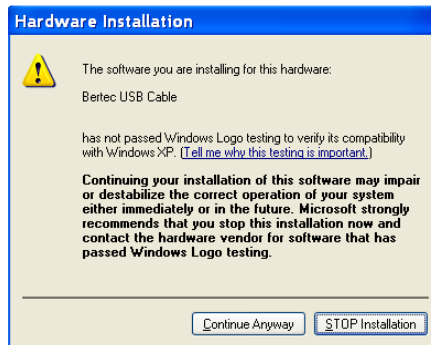 Hardware Installation
The software you are installing for this hardware:
Bertec USB Cable
has not passed Windows Logo testing to verify its compatibility
with Windows XP. (Tell me why this testing is important.)
Continuing your installation of this software may impair
or destabilize the correct operation of your system
either immediately or in the future. Microsoft strongly
recommends that you stop this installation now and
contact the hardware vendor for software that has
passed Windows Logo testing.
Continue Anyway
STOP Installation